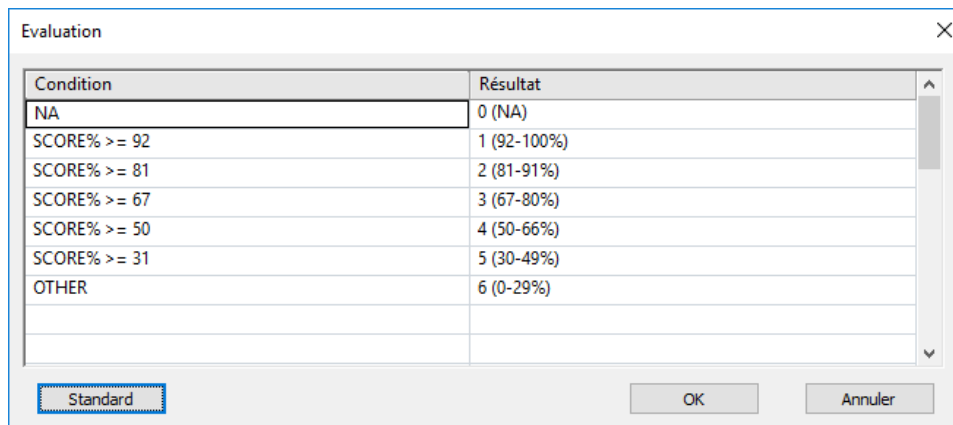 Evaluation
Condition Résultat
NA 0 (NA)
SCORE% >= 92 1 (92-100%)
SCORE% >= 81 2 (81-91%)
SCORE% >= 67 3 (67-80%)
SCORE% >= 50 4 (50-66%)
SCORE% >= 31 5 (30-49%)
OTHER 6 (0-29%)
Standard OK Annuler